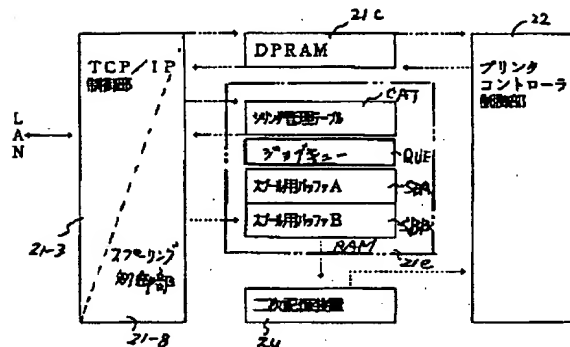 21C
22
DPRAM
TCP/IP
制御部
プリンタ
コントローラ
制御部
L
A
N
CAT
スプーリング管理テーブル
ジョブキュー
QUE
スプール用バッファA
SBA
スプール用バッファB
SBB
RAM
21e
21-3
スプーリング
制御部
二次記憶装置
21-8
24